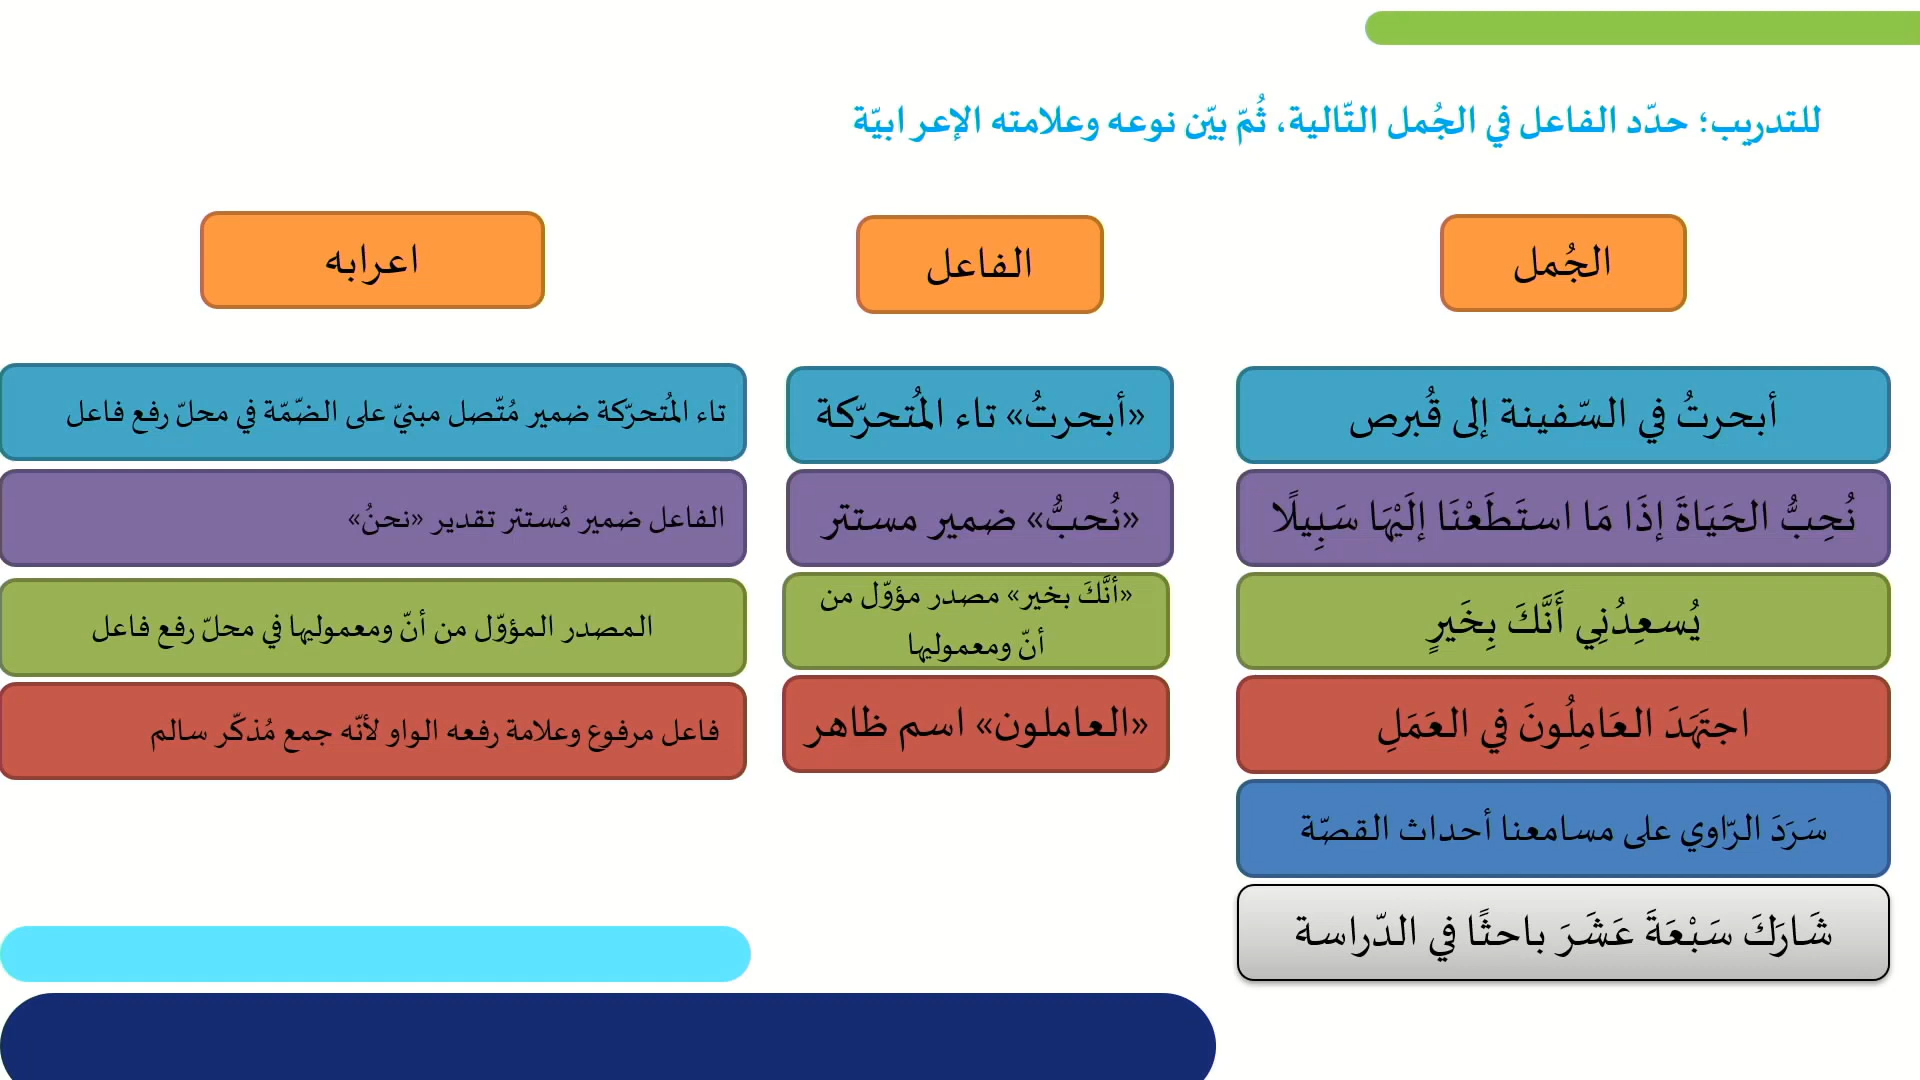 للتدريب؛ حدّد الفاعل في الجُمل التّالية، ثُمّ بيّن نوعه وعلامته الإعرابيّة
الجُمل
الفاعل
اعرابه
أبحرتُ في السّفينة إلى قُبرص
«أبحرتُ» تاء المُتحرّكة
تاء المُتحرّكة ضمير مُتّصل مبنيّ على الضّمّة في محلّ رفع فاعل
نُحِبُّ الحَيَاةَ إذَا مَا استَطَعْنَا إلَيْهَا سَبِيلًا
«نُحبُّ» ضمير مستتر
الفاعل ضمير مُستتر تقدير «نحنُ»
يُسعِدُنِي أَنَّكَ بِخَيرٍ
«أنَّكَ بخير» مصدر مؤوّل من
أنّ ومعموليها
المصدر المؤوّل من أنّ ومعموليها في محلّ رفع فاعل
اجتَهَدَ العَامِلُونَ في العَمَلِ
«العاملون» اسم ظاهر
فاعل مرفوع وعلامة رفعه الواو لأنّه جمع مُذكّر سالم
سَرَدَ الرّاوي على مسامعنا أحداث القصّة
شَارَكَ سَبْعَةَ عَشَرَ باحثًا في الدّراسة